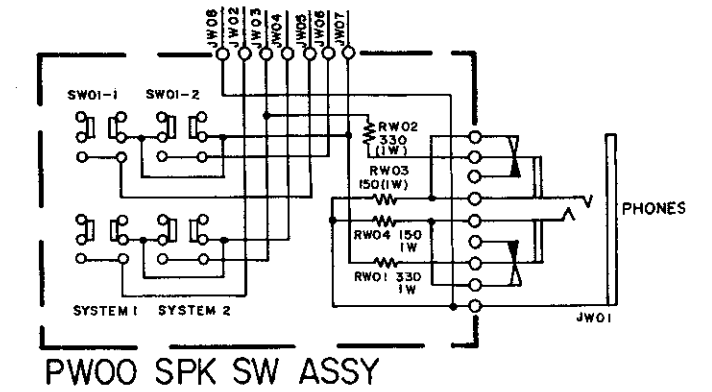 JW08
JW02
JW03
JW04
JW05
JW06
JW07
SW01-1 SW01-2
RW02
330
(1W)
RW03
150(1W)
PHONES
RW04 150
1W
RW01 330
1W
SYSTEM 1 SYSTEM 2
JW01
PW00 SPK SW ASSY